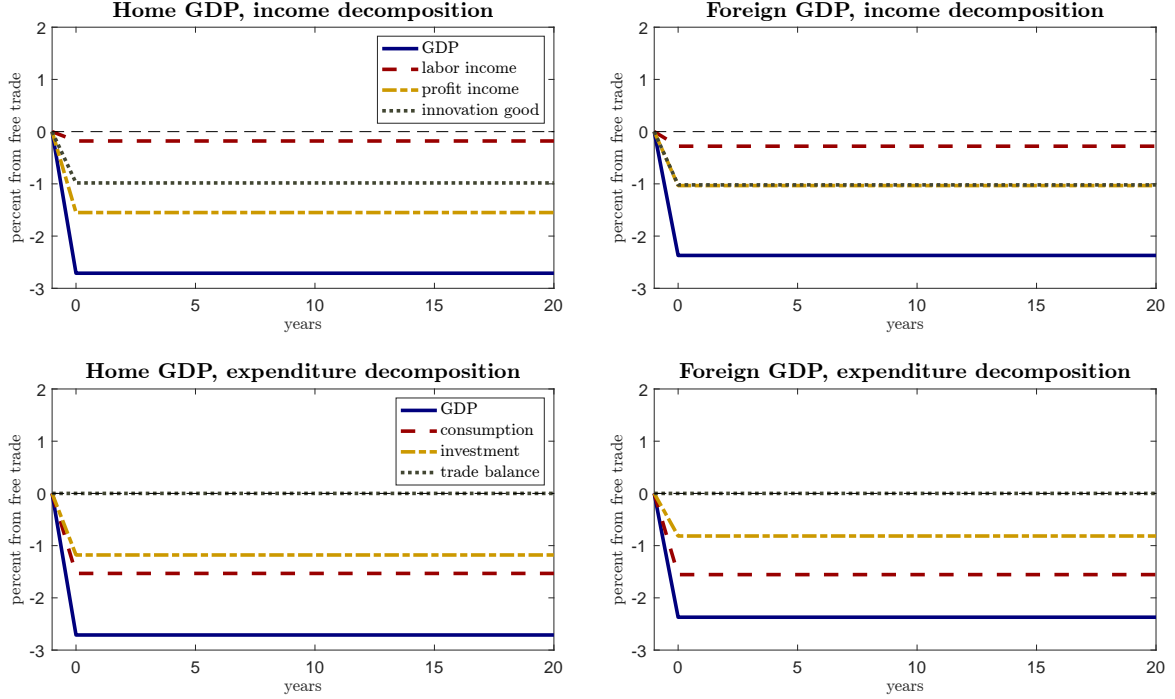 Home GDP, income decomposition
2
1
0
-1
-2
-3
percent from free trade
GDP
labor income
profit income
innovation good
0
5
10
15
20
years
Foreign GDP, income decomposition
2
1
0
-1
-2
-3
percent from free trade
0
5
10
15
20
years
Home GDP, expenditure decomposition
2
1
0
-1
-2
-3
percent from free trade
GDP
consumption
investment
trade balance
0
5
10
15
20
years
Foreign GDP, expenditure decomposition
2
1
0
-1
-2
-3
percent from free trade
0
5
10
15
20
years